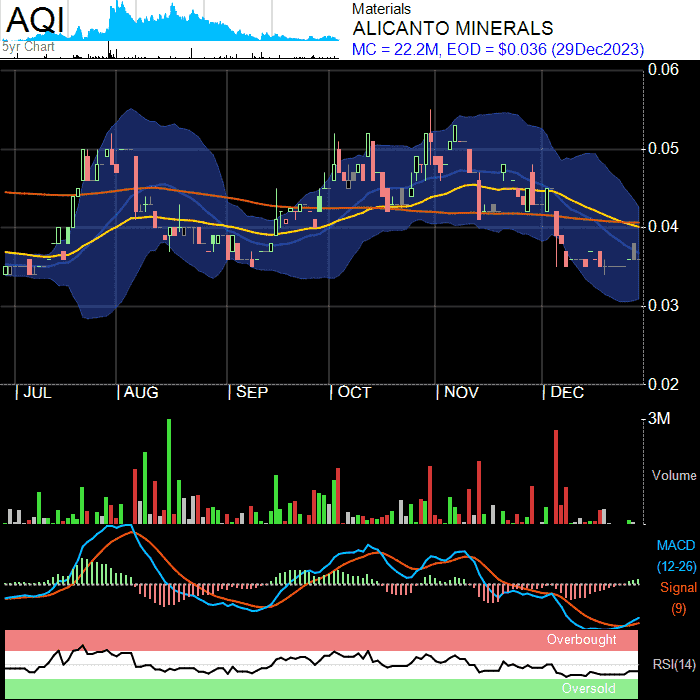 AQI
5yr Chart
Materials
ALICANTO MINERALS
MC = 22.2M, EOD = $0.036 (29Dec2023)
0.06
0.05
0.04
0.03
0.02
JUL AUG SEP OCT NOV DEC
3M
Volume
MACD
(12-26)
Signal
(9)
Overbought
RSI(14)
Oversold